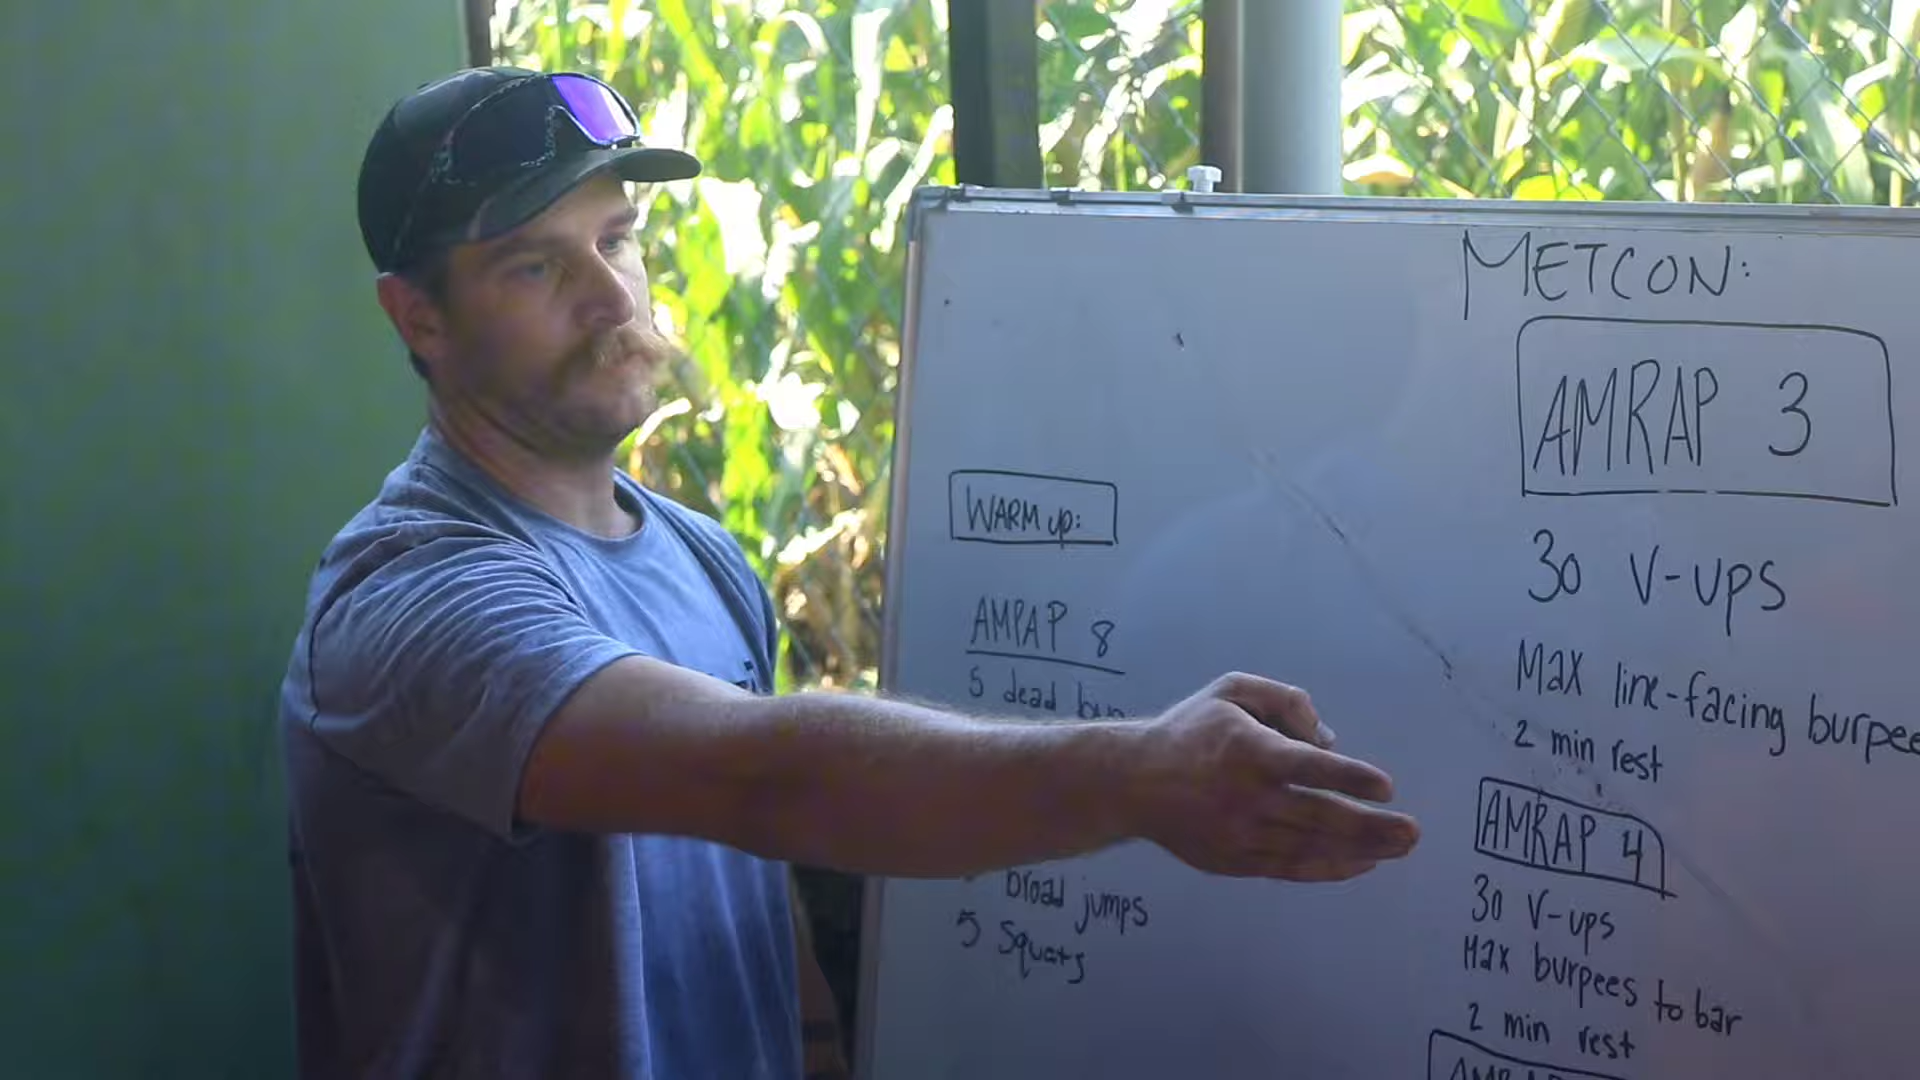 WARM up:
AMRAP 8
5 dead
broad jumps
5 squats
METCON:
AMRAP 3
30 V-ups
Max line-facing burpee
2 min rest
AMRAP 4
30 V-ups
Max burpees to bar
2 min rest